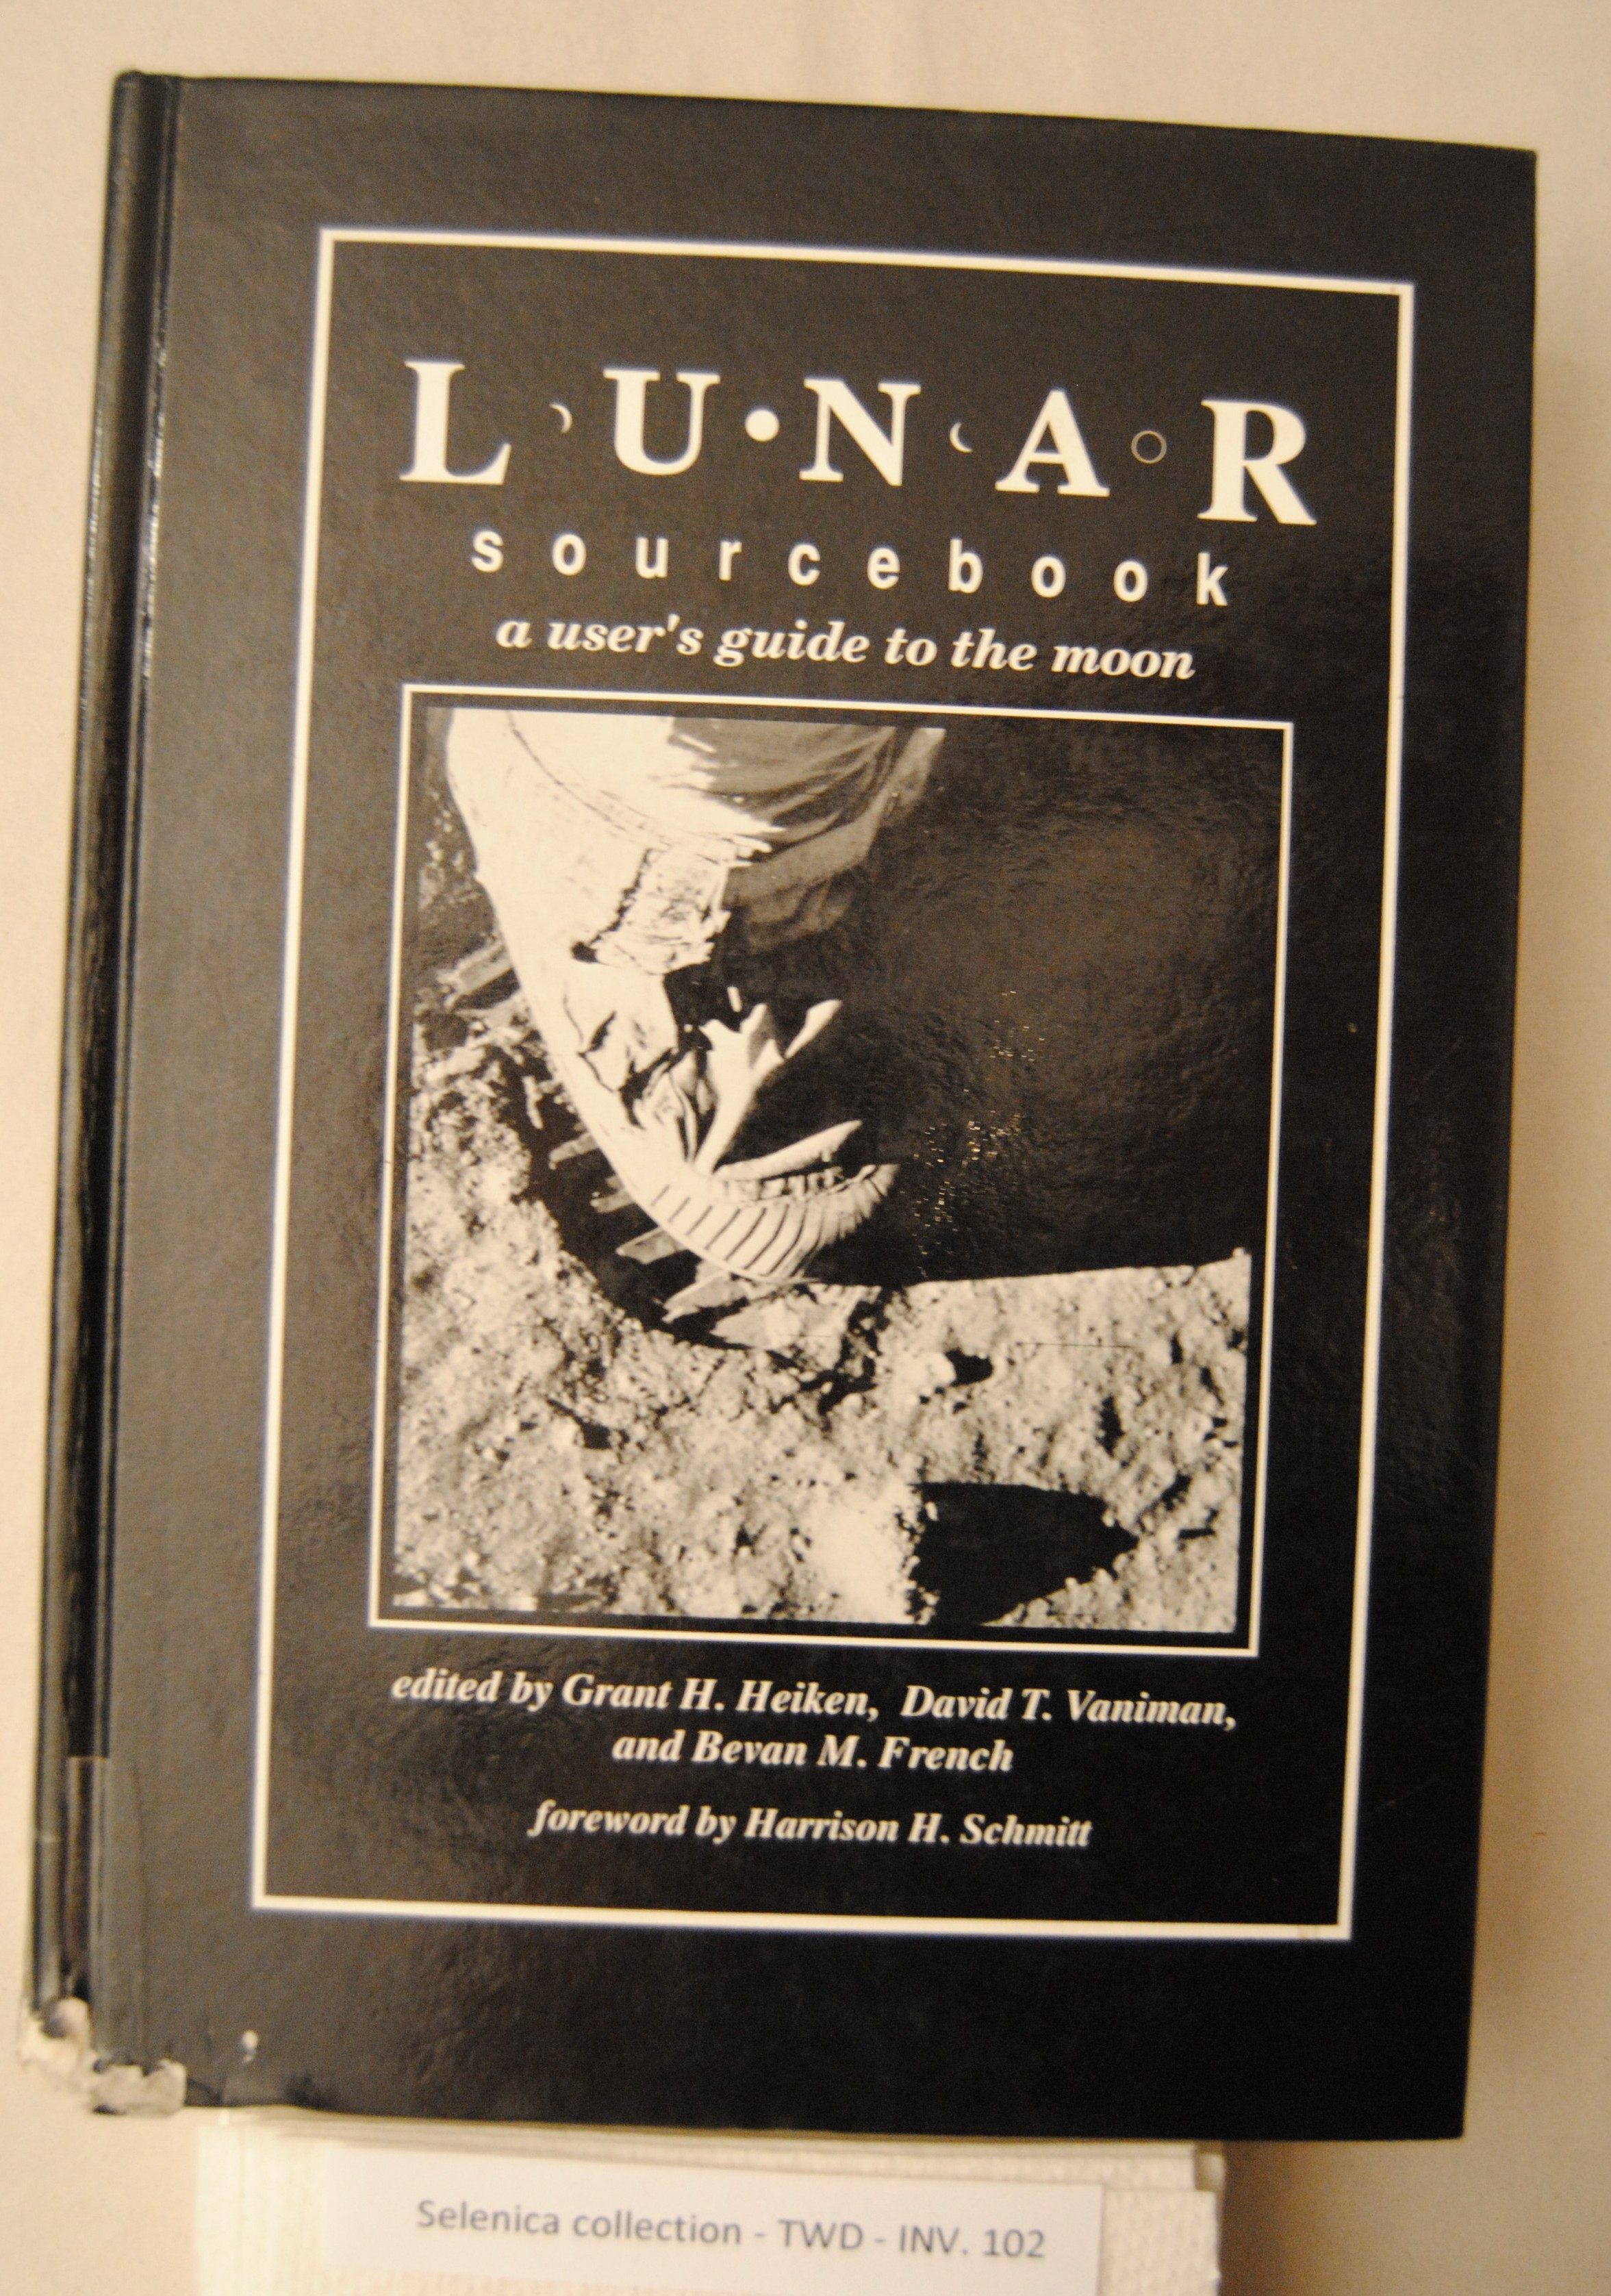 L U N A R
sourcebook
a user's guide to the moon
edited by Grant H. Heiken, David T. Vaniman,
and Bevan M. French
foreword by Harrison H. Schmitt
Selenica collection - TWD - INV. 102